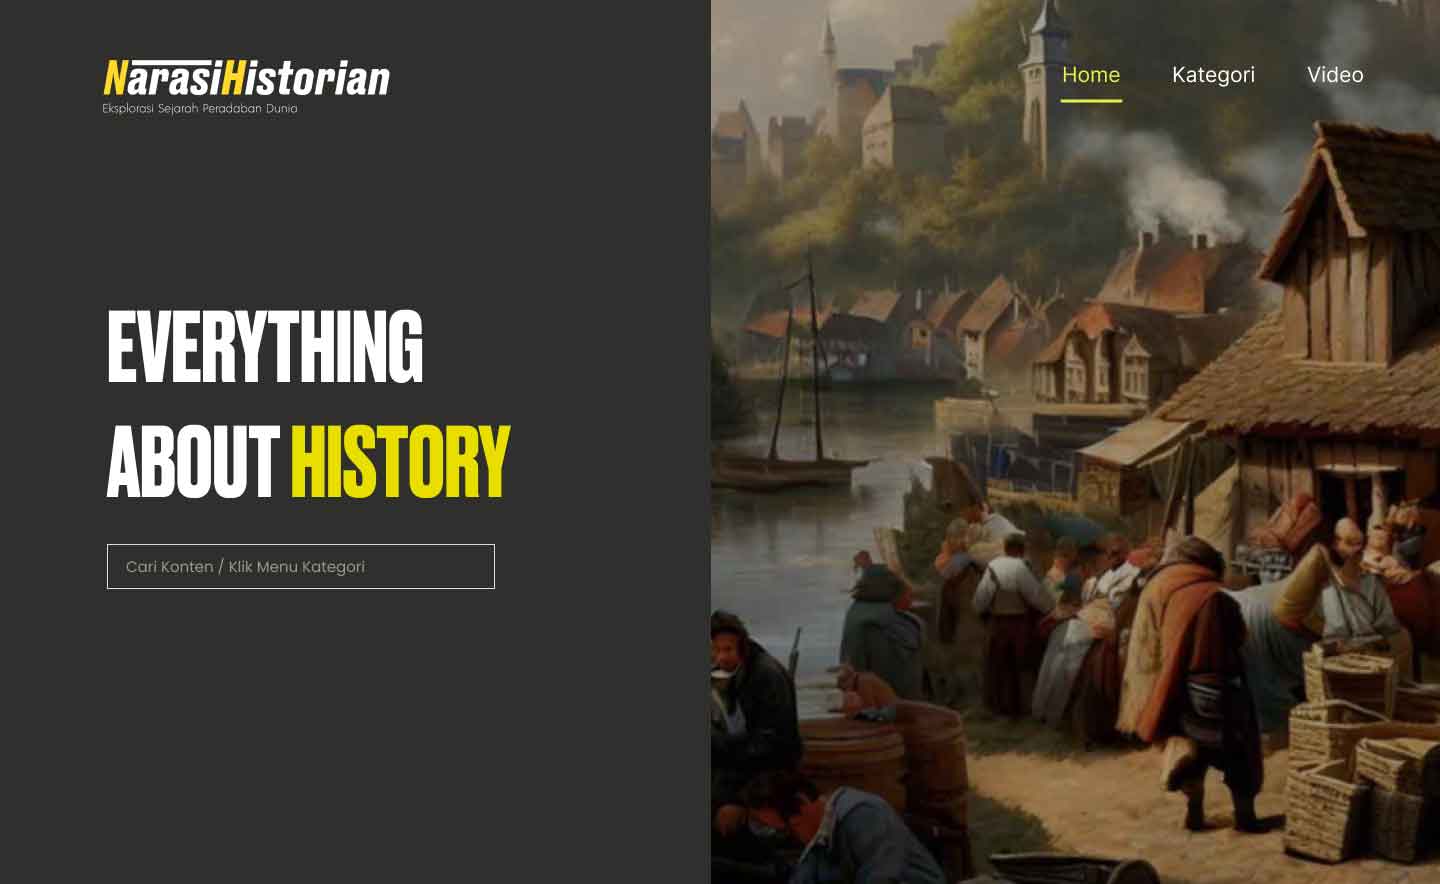 NarasiHistorian
Eksplorasi Sejarah Peradaban Dunia
Home Kategori Video
EVERYTHING
ABOUT HISTORY
Cari Konten / Klik Menu Kategori